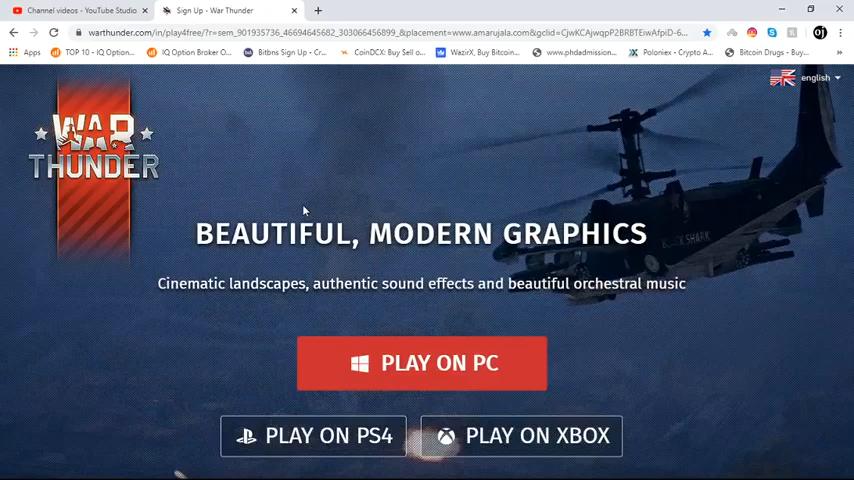 Channel videos - YouTube Studio
Sign Up - War Thunder
warthunder.com/in/play4free/?r=sem_901935736_46694645682_303066456899_&placement=www.amarujala.com&gclid=CjwKCAjwqpP2BRBTEiwAfpiD-6...
Apps
TOP 10 - IQ Option...
IQ Option Broker O...
Bitbns Sign Up - Cr...
CoinDCX: Buy Sell o...
WazirX, Buy Bitcoin...
www.phdadmission...
Poloniex - Crypto A...
Bitcoin Drugs - Buy...
english
WAR
THUNDER
BLACK SHARK
BEAUTIFUL, MODERN GRAPHICS
Cinematic landscapes, authentic sound effects and beautiful orchestral music
PLAY ON PC
PLAY ON PS4
PLAY ON XBOX